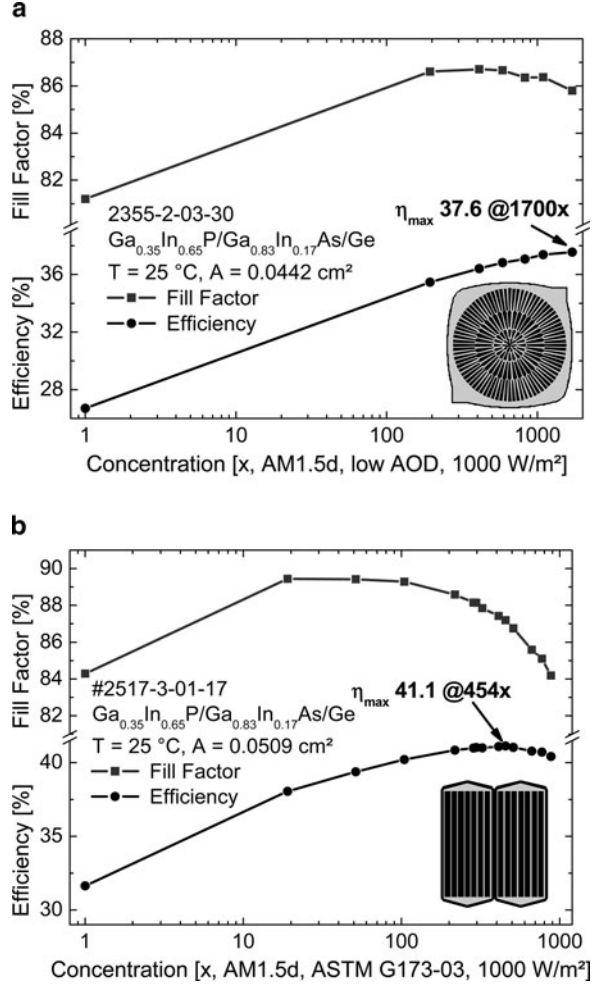 a
Fill Factor [%]
88
86
84
82
2355-2-03-30
Ga0.35In0.65P/Ga0.83In0.17As/Ge
T = 25 °C, A = 0.0442 cm²
Fill Factor
Efficiency
ηmax 37.6 @1700x
Efficiency [%]
36
32
28
1 10 100 1000
Concentration [x, AM1.5d, low AOD, 1000 W/m²]
b
Fill Factor [%]
90
88
86
84
82
#2517-3-01-17
Ga0.35In0.65P/Ga0.83In0.17As/Ge
T = 25 °C, A = 0.0509 cm²
Fill Factor
Efficiency
ηmax 41.1 @454x
Efficiency [%]
40
35
30
1 10 100 1000
Concentration [x, AM1.5d, ASTM G173-03, 1000 W/m²]